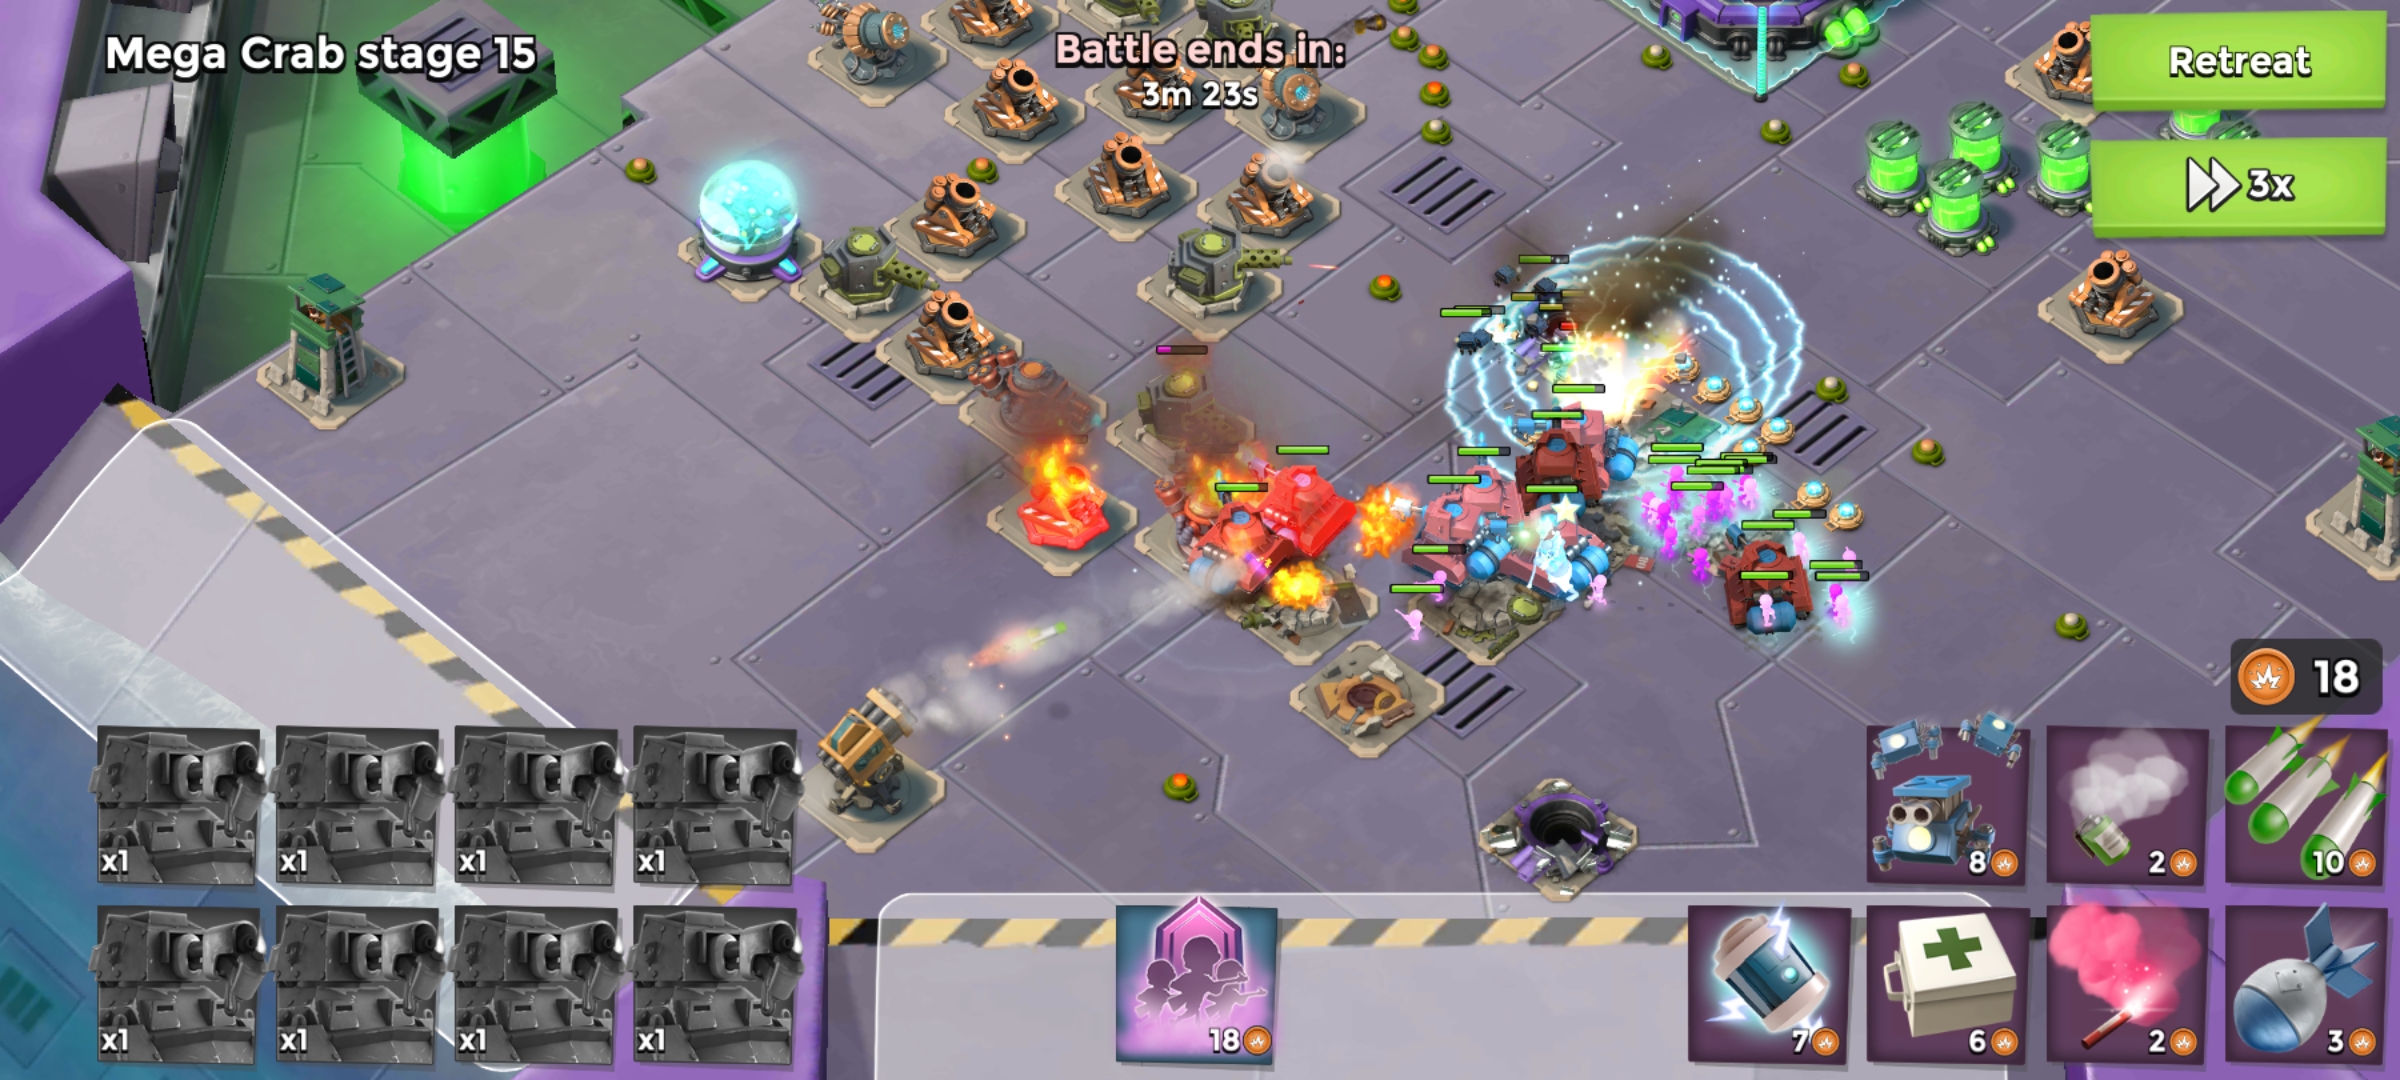 Mega Crab stage 15
Battle ends in:
3m 23s
Retreat
3x
18
8
2
10
x1
x1
x1
x1
x1
x1
x1
x1
18
7
6
2
3